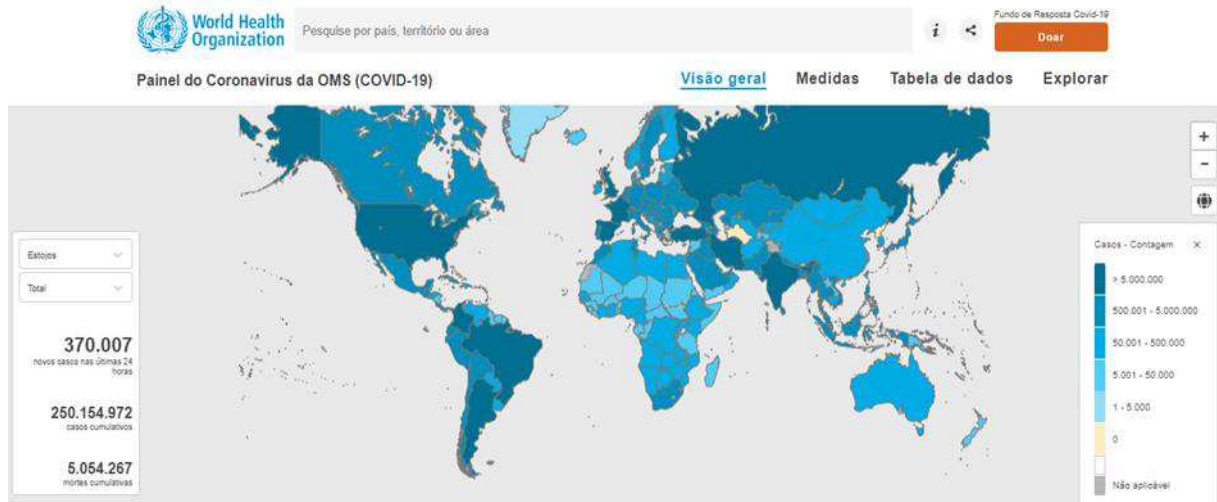 World Health
Organization
Pesquise por país, território ou área
i
Fundo de Resposta Covid-19
Doar
Painel do Coronavirus da OMS (COVID-19)
Visão geral
Medidas
Tabela de dados
Explorar
+
-
Estojos
Total
370.007
novos casos nas últimas 24
horas
250.154.972
casos cumulativos
5.054.267
mortes cumulativas
Casos - Contagem ×
> 5.000.000
500.001 - 5.000.000
50.001 - 500.000
5.001 - 50.000
1 - 5.000
0
Não aplicável